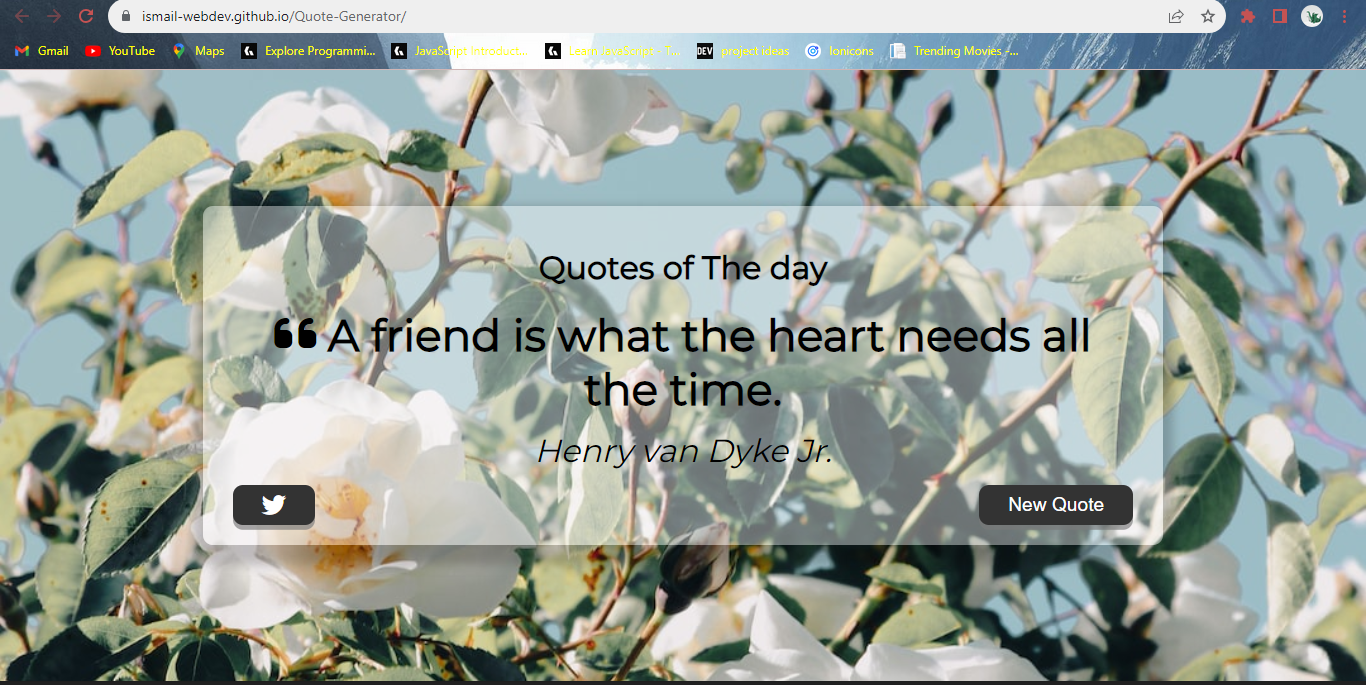 ismail-webdev.github.io/Quote-Generator/
Gmail YouTube Maps Explore Programmi... JavaScript Introduct... Learn JavaScript - T... DEV project ideas Ionicons Trending Movies -...
Quotes of The day
“ A friend is what the heart needs all
the time.
Henry van Dyke Jr.
New Quote